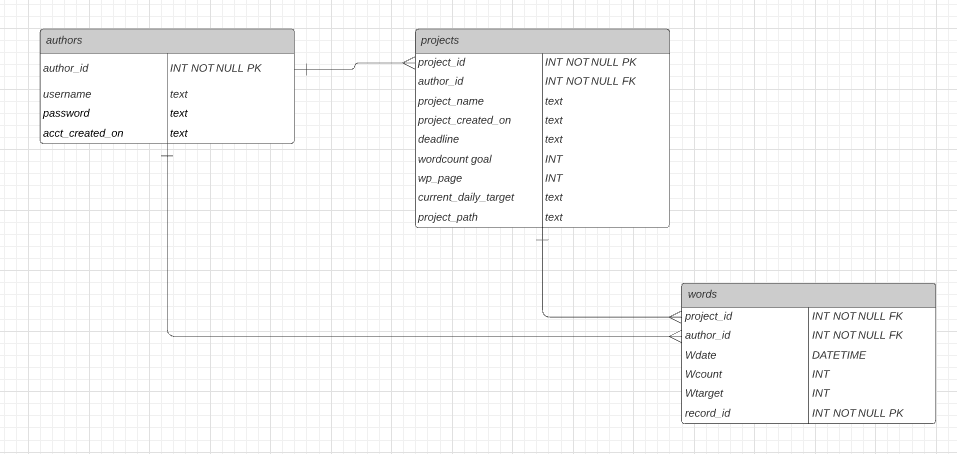 authors
author_id INT NOT NULL PK
username text
password text
acct_created_on text
projects
project_id INT NOT NULL PK
author_id INT NOT NULL FK
project_name text
project_created_on text
deadline text
wordcount goal INT
wp_page INT
current_daily_target text
project_path text
words
project_id INT NOT NULL FK
author_id INT NOT NULL FK
Wdate DATETIME
Wcount INT
Wtarget INT
record_id INT NOT NULL PK